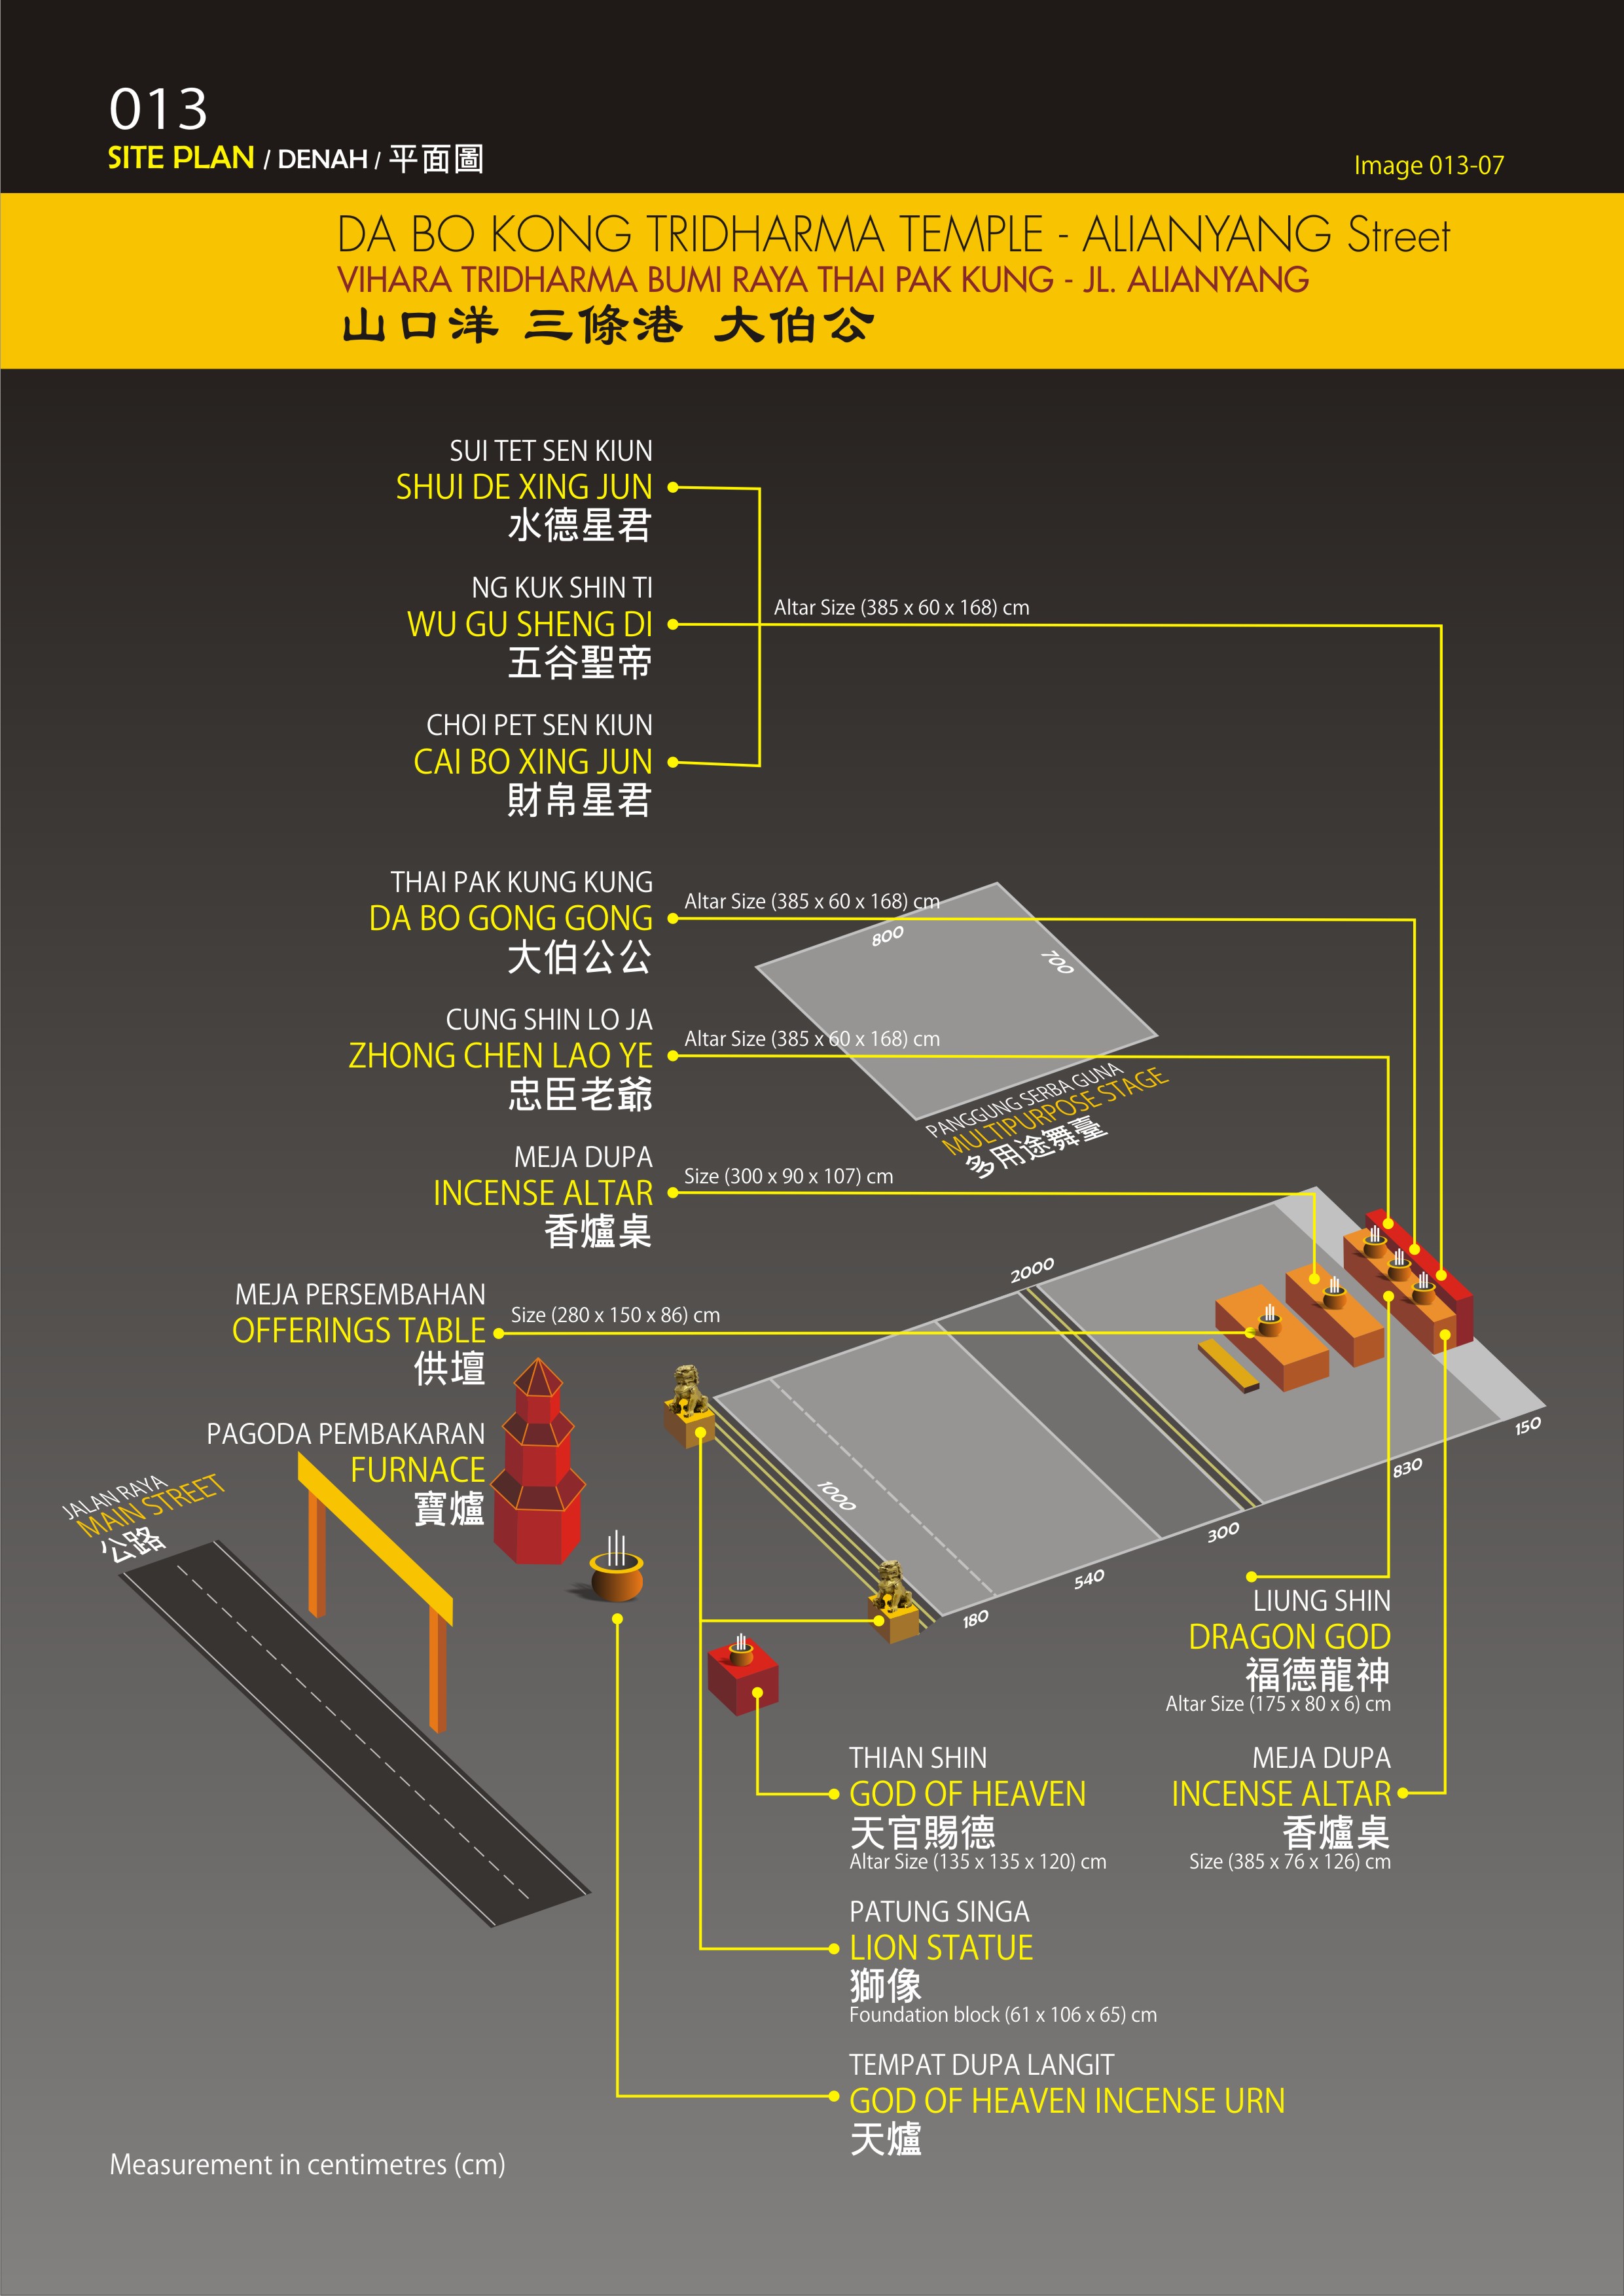 013
SITE PLAN / DENAH / 平面圖
Image 013-07
DA BO KONG TRIDHARMA TEMPLE - ALIANYANG Street
VIHARA TRIDHARMA BUMI RAYA THAI PAK KUNG - JL. ALIANYANG
山口洋 三條港 大伯公
SUI TET SEN KIUN
SHUI DE XING JUN
水德星君
NG KUK SHIN TI
WU GU SHENG DI
五谷聖帝
Altar Size (385 x 60 x 168) cm
CHOI PET SEN KIUN
CAI BO XING JUN
財帛星君
THAI PAK KUNG KUNG
DA BO GONG GONG
大伯公公
Altar Size (385 x 60 x 168) cm
800
700
CUNG SHIN LO JA
ZHONG CHEN LAO YE
忠臣老爺
Altar Size (385 x 60 x 168) cm
PANGGUNG SERBA GUNA
MULTIPURPOSE STAGE
多用途舞臺
MEJA DUPA
INCENSE ALTAR
香爐桌
Size (300 x 90 x 107) cm
MEJA PERSEMBAHAN
OFFERINGS TABLE
供壇
Size (280 x 150 x 86) cm
2000
PAGODA PEMBAKARAN
FURNACE
寶爐
JALAN RAYA
MAIN STREET
公路
1000
150
830
300
540
180
LIUNG SHIN
DRAGON GOD
福德龍神
Altar Size (175 x 80 x 6) cm
THIAN SHIN
GOD OF HEAVEN
天官賜德
Altar Size (135 x 135 x 120) cm
MEJA DUPA
INCENSE ALTAR
香爐桌
Size (385 x 76 x 126) cm
PATUNG SINGA
LION STATUE
獅像
Foundation block (61 x 106 x 65) cm
TEMPAT DUPA LANGIT
GOD OF HEAVEN INCENSE URN
天爐
Measurement in centimetres (cm)